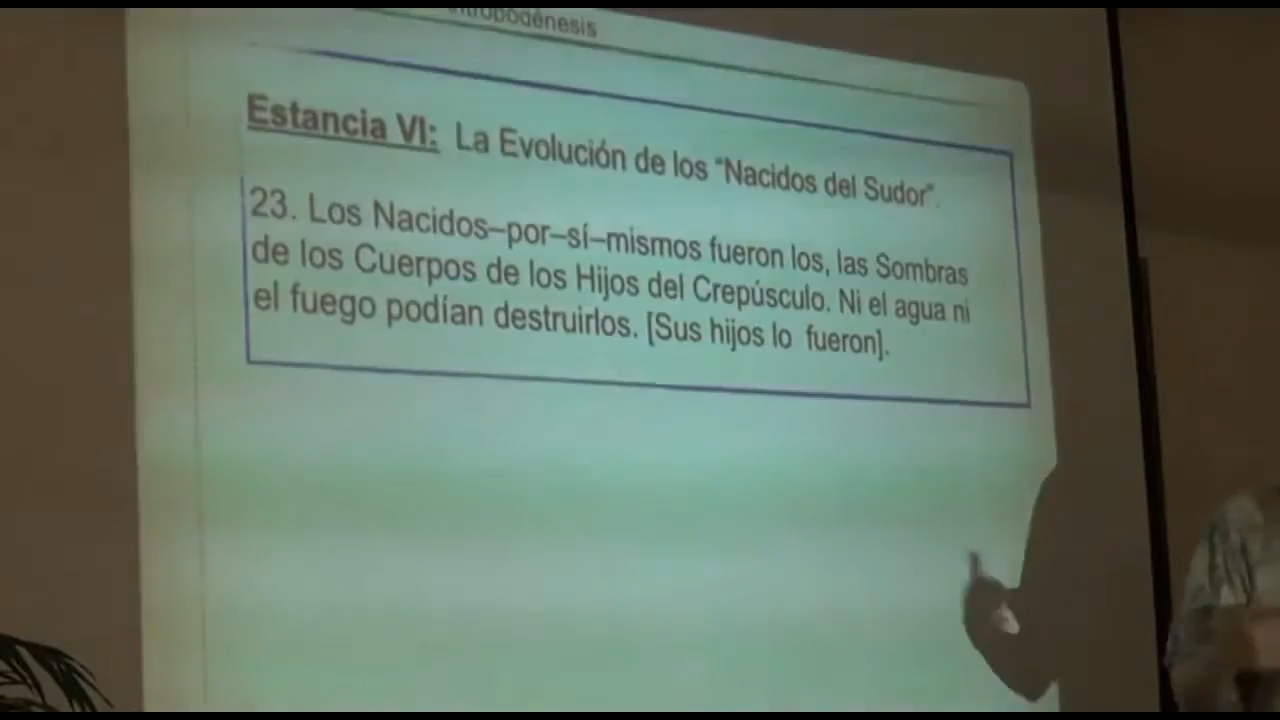 Estancia VI: La Evolución de los “Nacidos del Sudor”.
23. Los Nacidos–por–sí–mismos fueron los, las Sombras
de los Cuerpos de los Hijos del Crepúsculo. Ni el agua ni
el fuego podían destruirlos. [Sus hijos lo fueron].